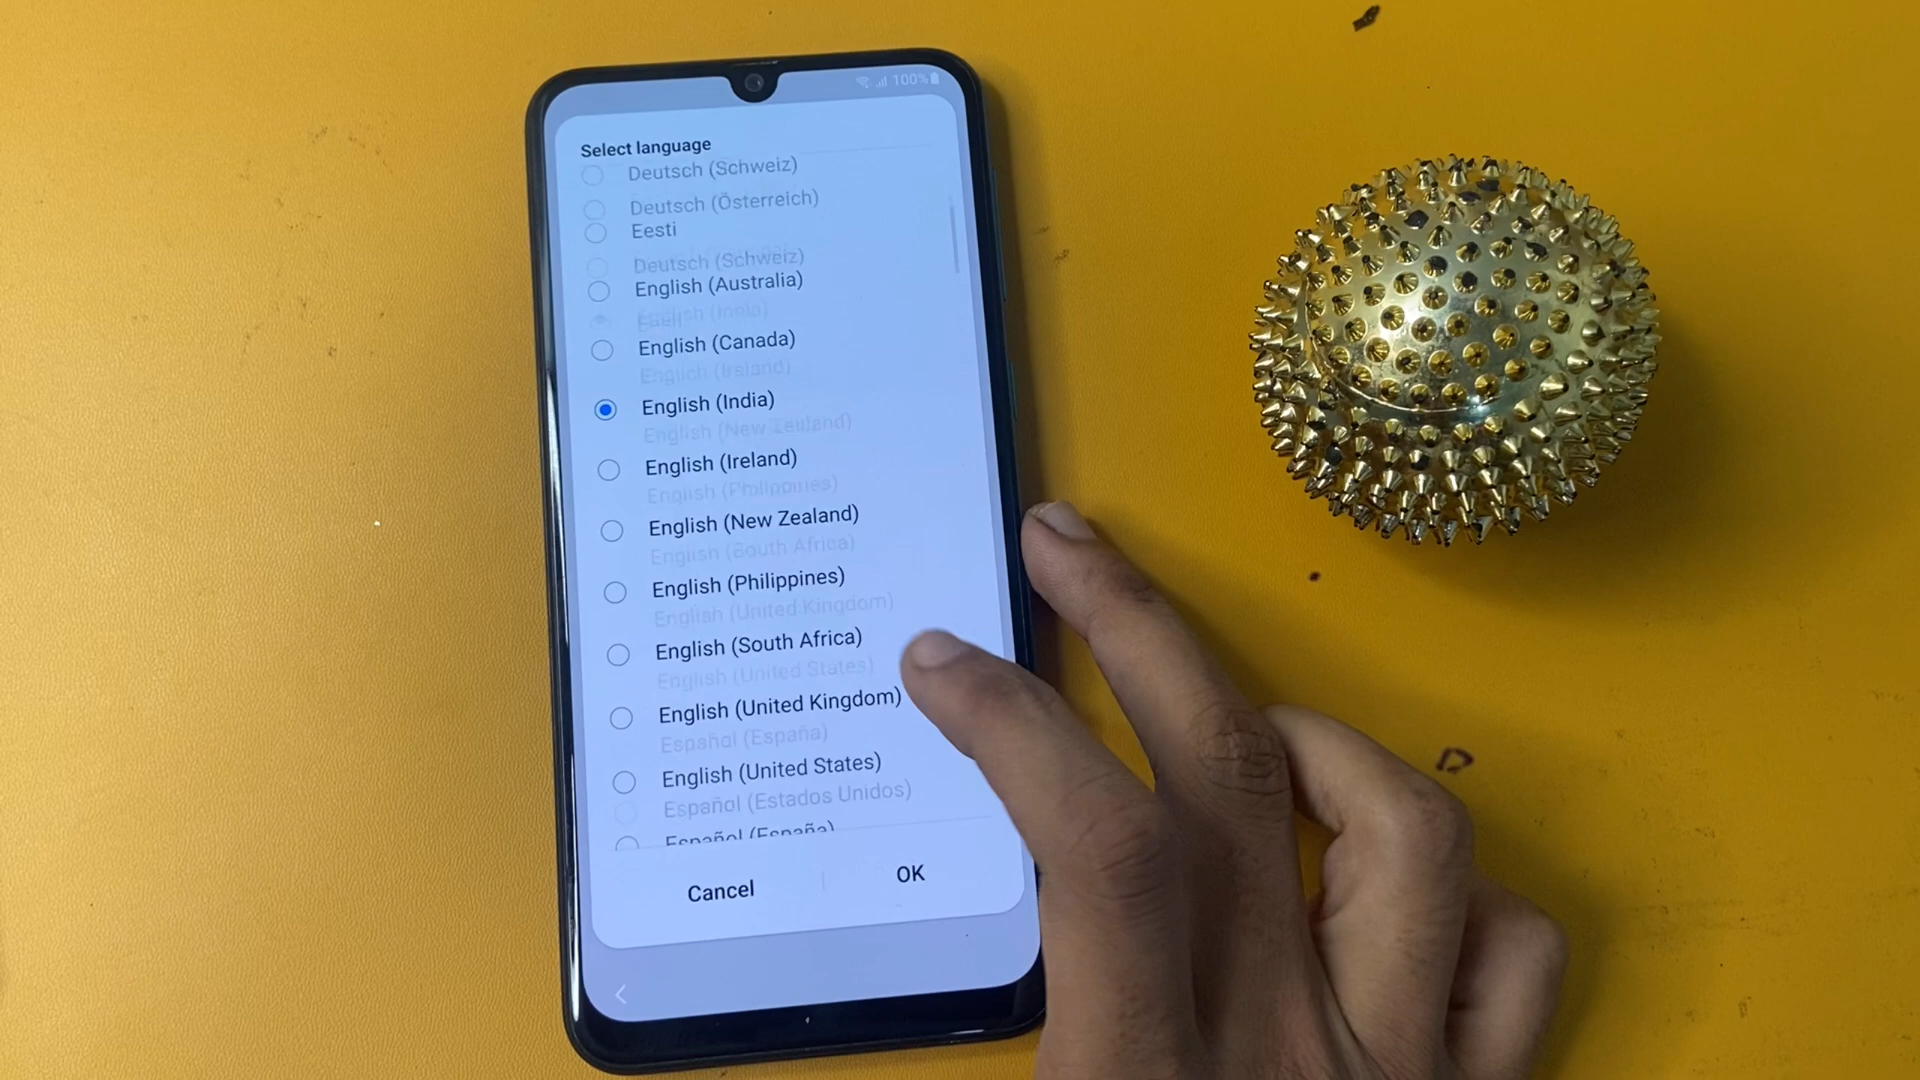 100%
Select language
Deutsch (Schweiz)
Deutsch (Österreich)
Eesti
Deutsch (Schweiz)
English (Australia)
English (India)
English (Canada)
English (Ireland)
English (India)
English (New Zealand)
English (Ireland)
English (Philippines)
English (New Zealand)
English (South Africa)
English (Philippines)
English (United Kingdom)
English (South Africa)
English (United States)
English (United Kingdom)
Español (España)
English (United States)
Español (Estados Unidos)
Español (España)
Cancel
OK